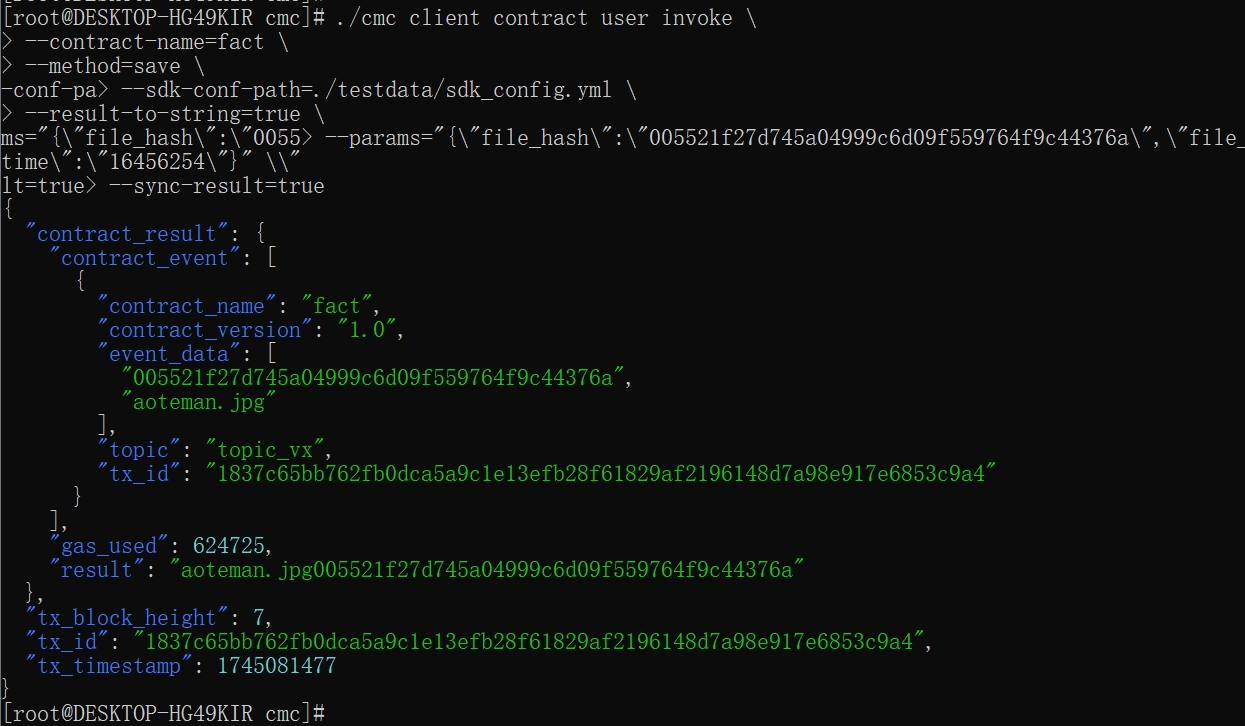 [root@DESKTOP-HG49KIR cmc]# ./cmc client contract user invoke \
> --contract-name=fact \
> --method=save \
-conf-pa> --sdk-conf-path=./testdata/sdk_config.yml \
> --result-to-string=true \
ms="{\"file_hash\":\"0055> --params="{\"file_hash\":\"005521f27d745a04999c6d09f559764f9c44376a\",\"file_
time\":\"16456254\"}" \\"
lt=true> --sync-result=true
{
  "contract_result": {
    "contract_event": [
      {
        "contract_name": "fact",
        "contract_version": "1.0",
        "event_data": [
          "005521f27d745a04999c6d09f559764f9c44376a",
          "aoteman.jpg"
        ],
        "topic": "topic_vx",
        "tx_id": "1837c65bb762fb0dca5a9c1e13efb28f61829af2196148d7a98e917e6853c9a4"
      }
    ],
    "gas_used": 624725,
    "result": "aoteman.jpg005521f27d745a04999c6d09f559764f9c44376a"
  },
  "tx_block_height": 7,
  "tx_id": "1837c65bb762fb0dca5a9c1e13efb28f61829af2196148d7a98e917e6853c9a4",
  "tx_timestamp": 1745081477
}
[root@DESKTOP-HG49KIR cmc]#